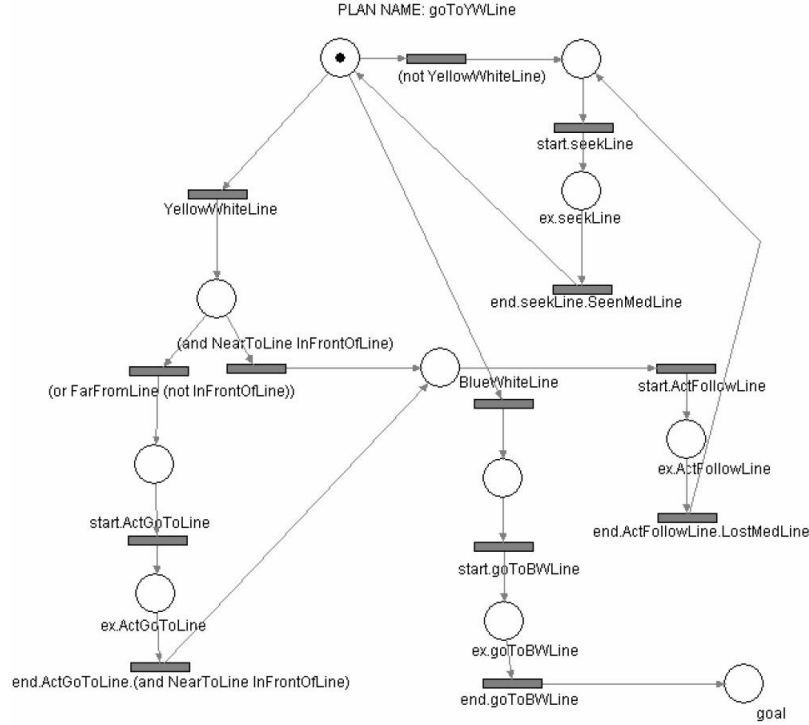 PLAN NAME: goToYWLine
(not YellowWhiteLine)
start.seekLine
YellowWhiteLine
ex.seekLine
end.seekLine.SeenMedLine
(and NearToLine InFrontOfLine)
(or FarFromLine (not InFrontOfLine))
BlueWhiteLine
start.ActFollowLine
ex.ActFollowLine
start.ActGoToLine
end.ActFollowLine.LostMedLine
start.goToBWLine
ex.ActGoToLine
ex.goToBWLine
end.ActGoToLine.(and NearToLine InFrontOfLine)
end.goToBWLine
goal